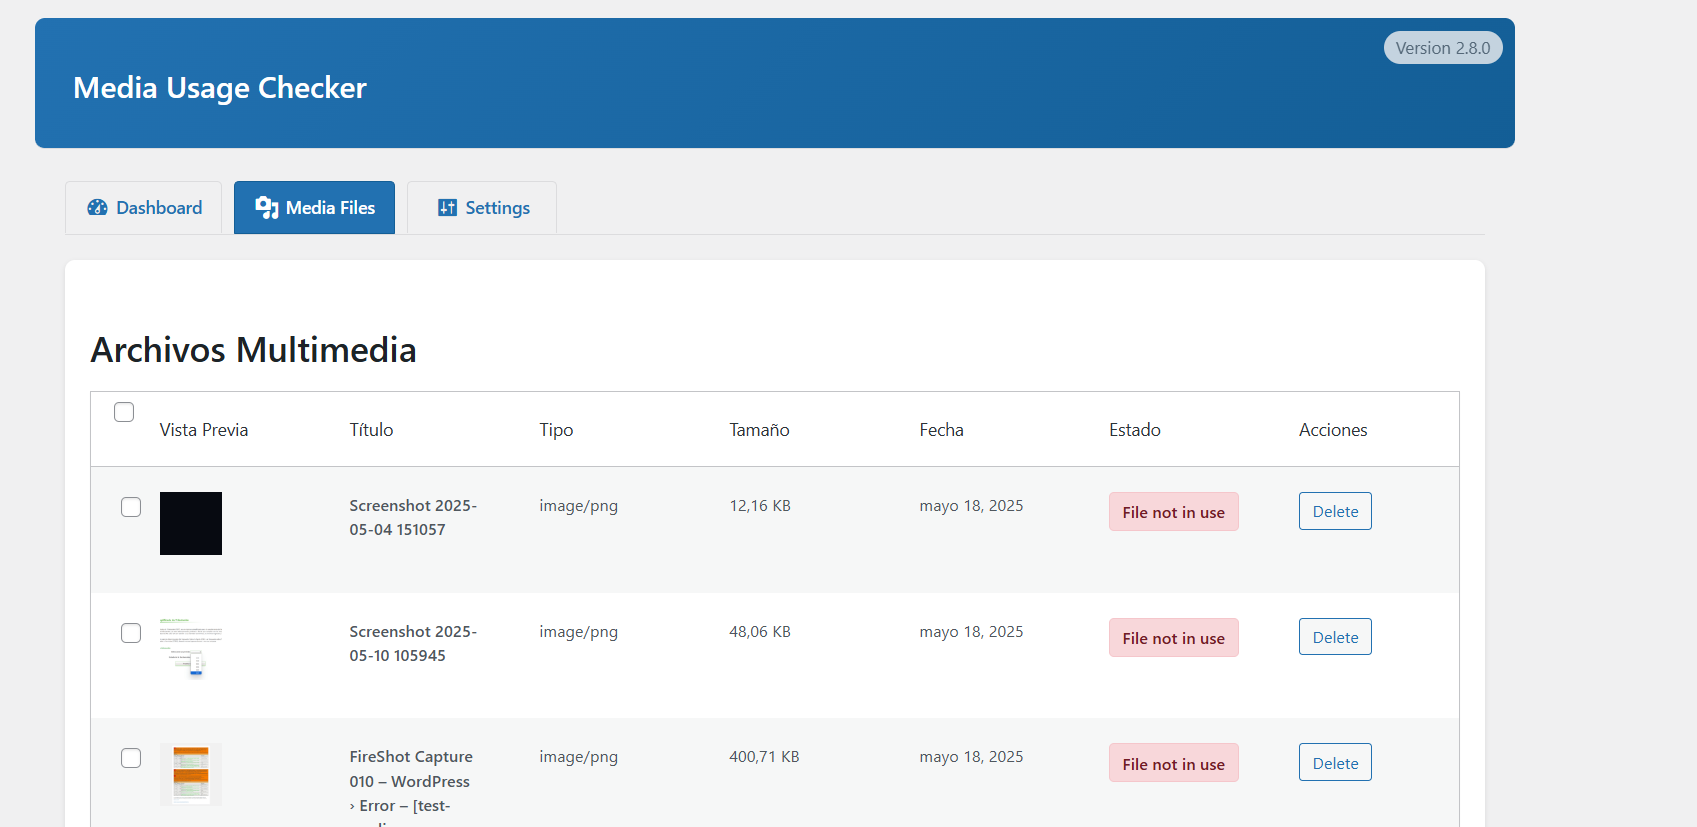 Version 2.8.0
Media Usage Checker
Dashboard
Media Files
Settings
Archivos Multimedia
Vista Previa Título Tipo Tamaño Fecha Estado Acciones
Screenshot 2025-
05-04 151057
image/png 12,16 KB mayo 18, 2025 File not in use Delete
Screenshot 2025-
05-10 105945
image/png 48,06 KB mayo 18, 2025 File not in use Delete
FireShot Capture
010 – WordPress
› Error – [test-
image/png 400,71 KB mayo 18, 2025 File not in use Delete